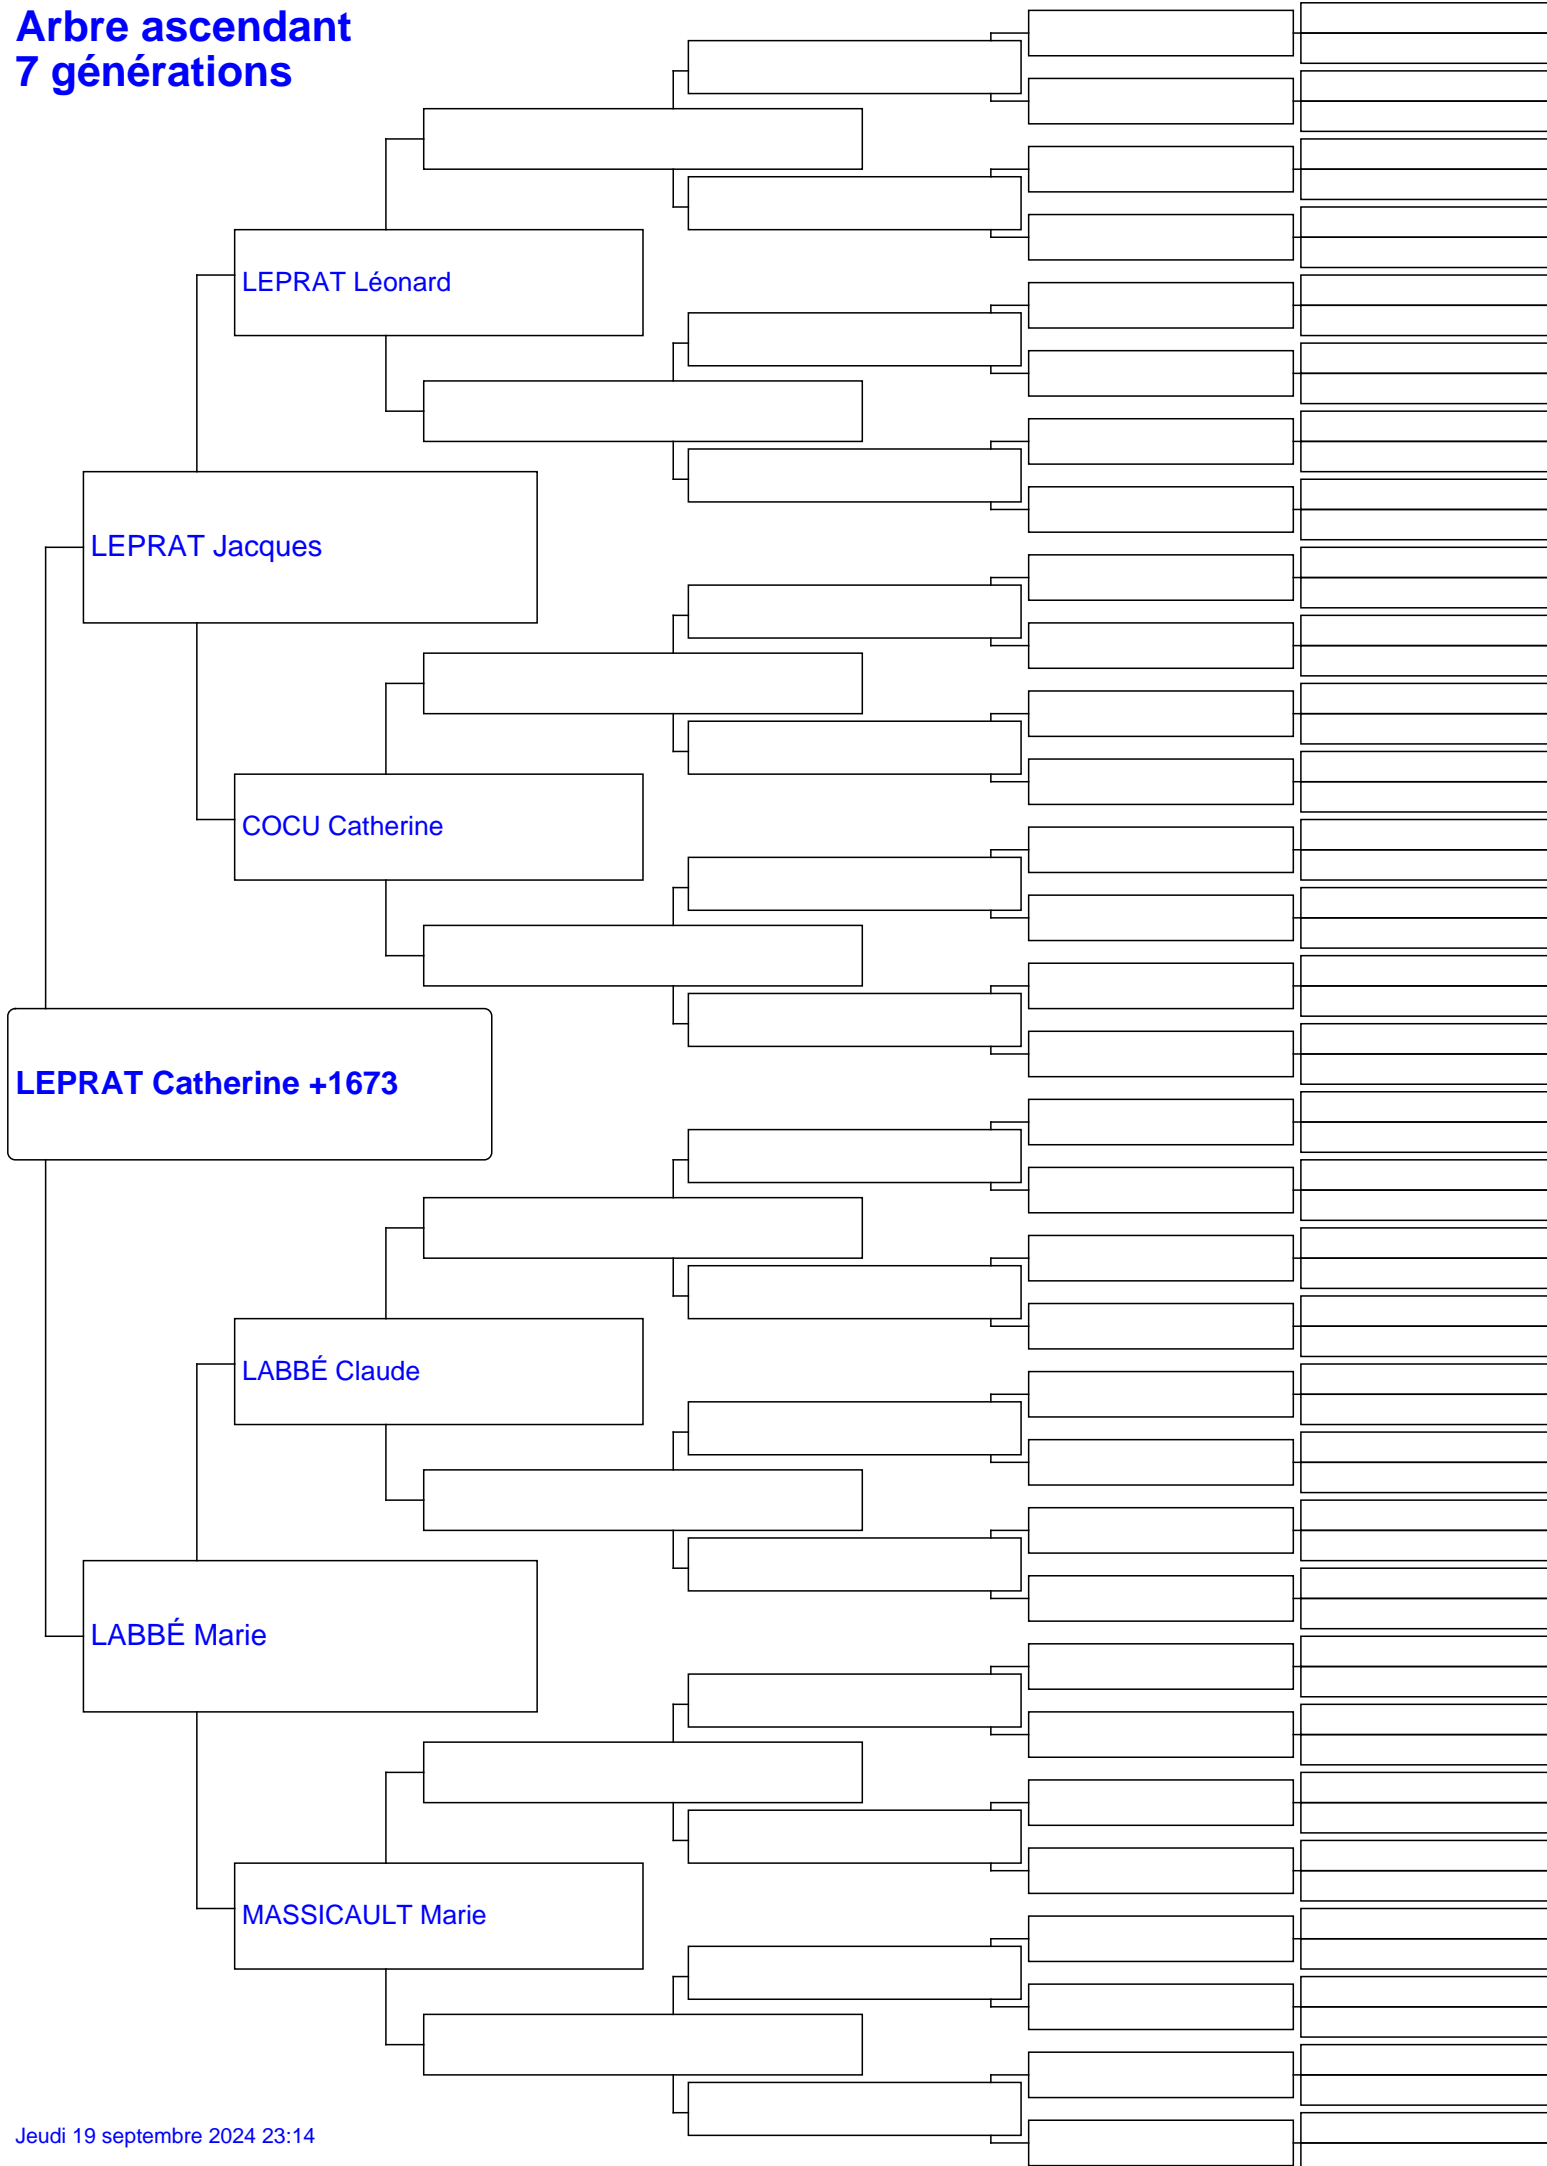 Arbre ascendant
7 générations
LEPRAT Léonard
LEPRAT Jacques
COCU Catherine
LEPRAT Catherine +1673
LABBÉ Claude
LABBÉ Marie
MASSICAULT Marie
Jeudi 19 septembre 2024 23:14